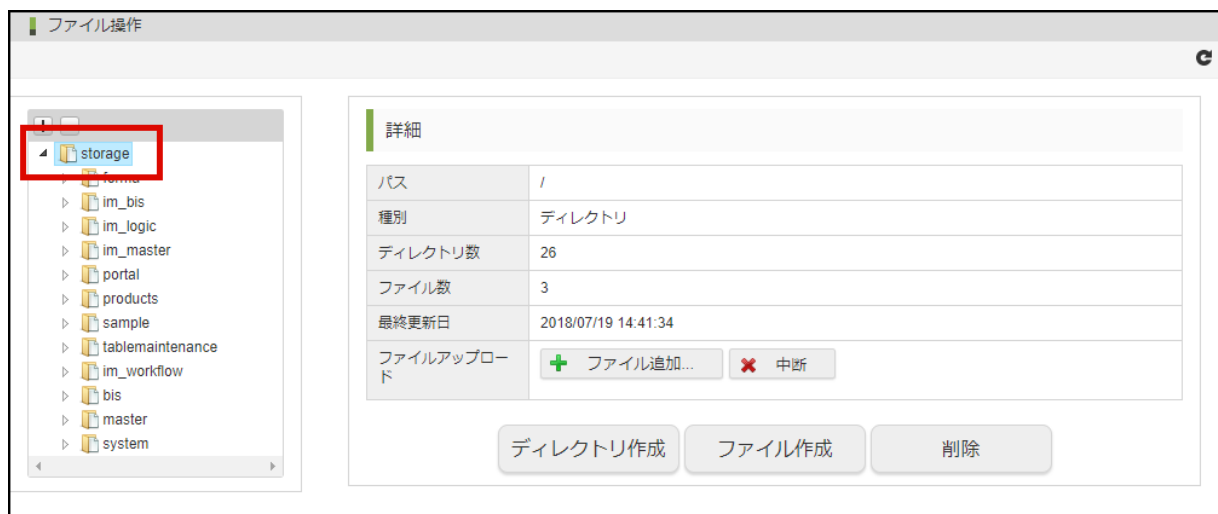 ファイル操作
storage
forma
im_bis
im_logic
im_master
portal
products
sample
tablemaintenance
im_workflow
bis
master
system
詳細
パス /
種別 ディレクトリ
ディレクトリ数 26
ファイル数 3
最終更新日 2018/07/19 14:41:34
ファイルアップロー
ド
ファイル追加... 中断
ディレクトリ作成 ファイル作成 削除